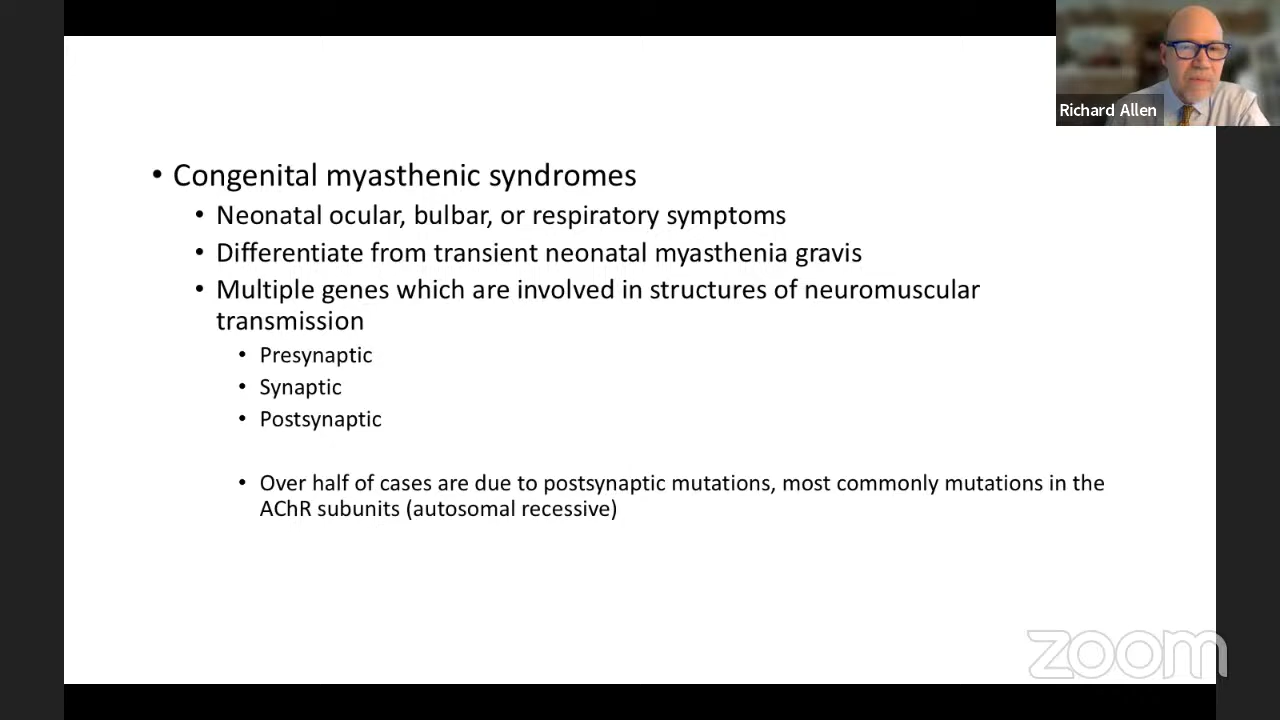 Richard Allen
• Congenital myasthenic syndromes
• Neonatal ocular, bulbar, or respiratory symptoms
• Differentiate from transient neonatal myasthenia gravis
• Multiple genes which are involved in structures of neuromuscular
transmission
• Presynaptic
• Synaptic
• Postsynaptic
• Over half of cases are due to postsynaptic mutations, most commonly mutations in the
AChR subunits (autosomal recessive)
zoom